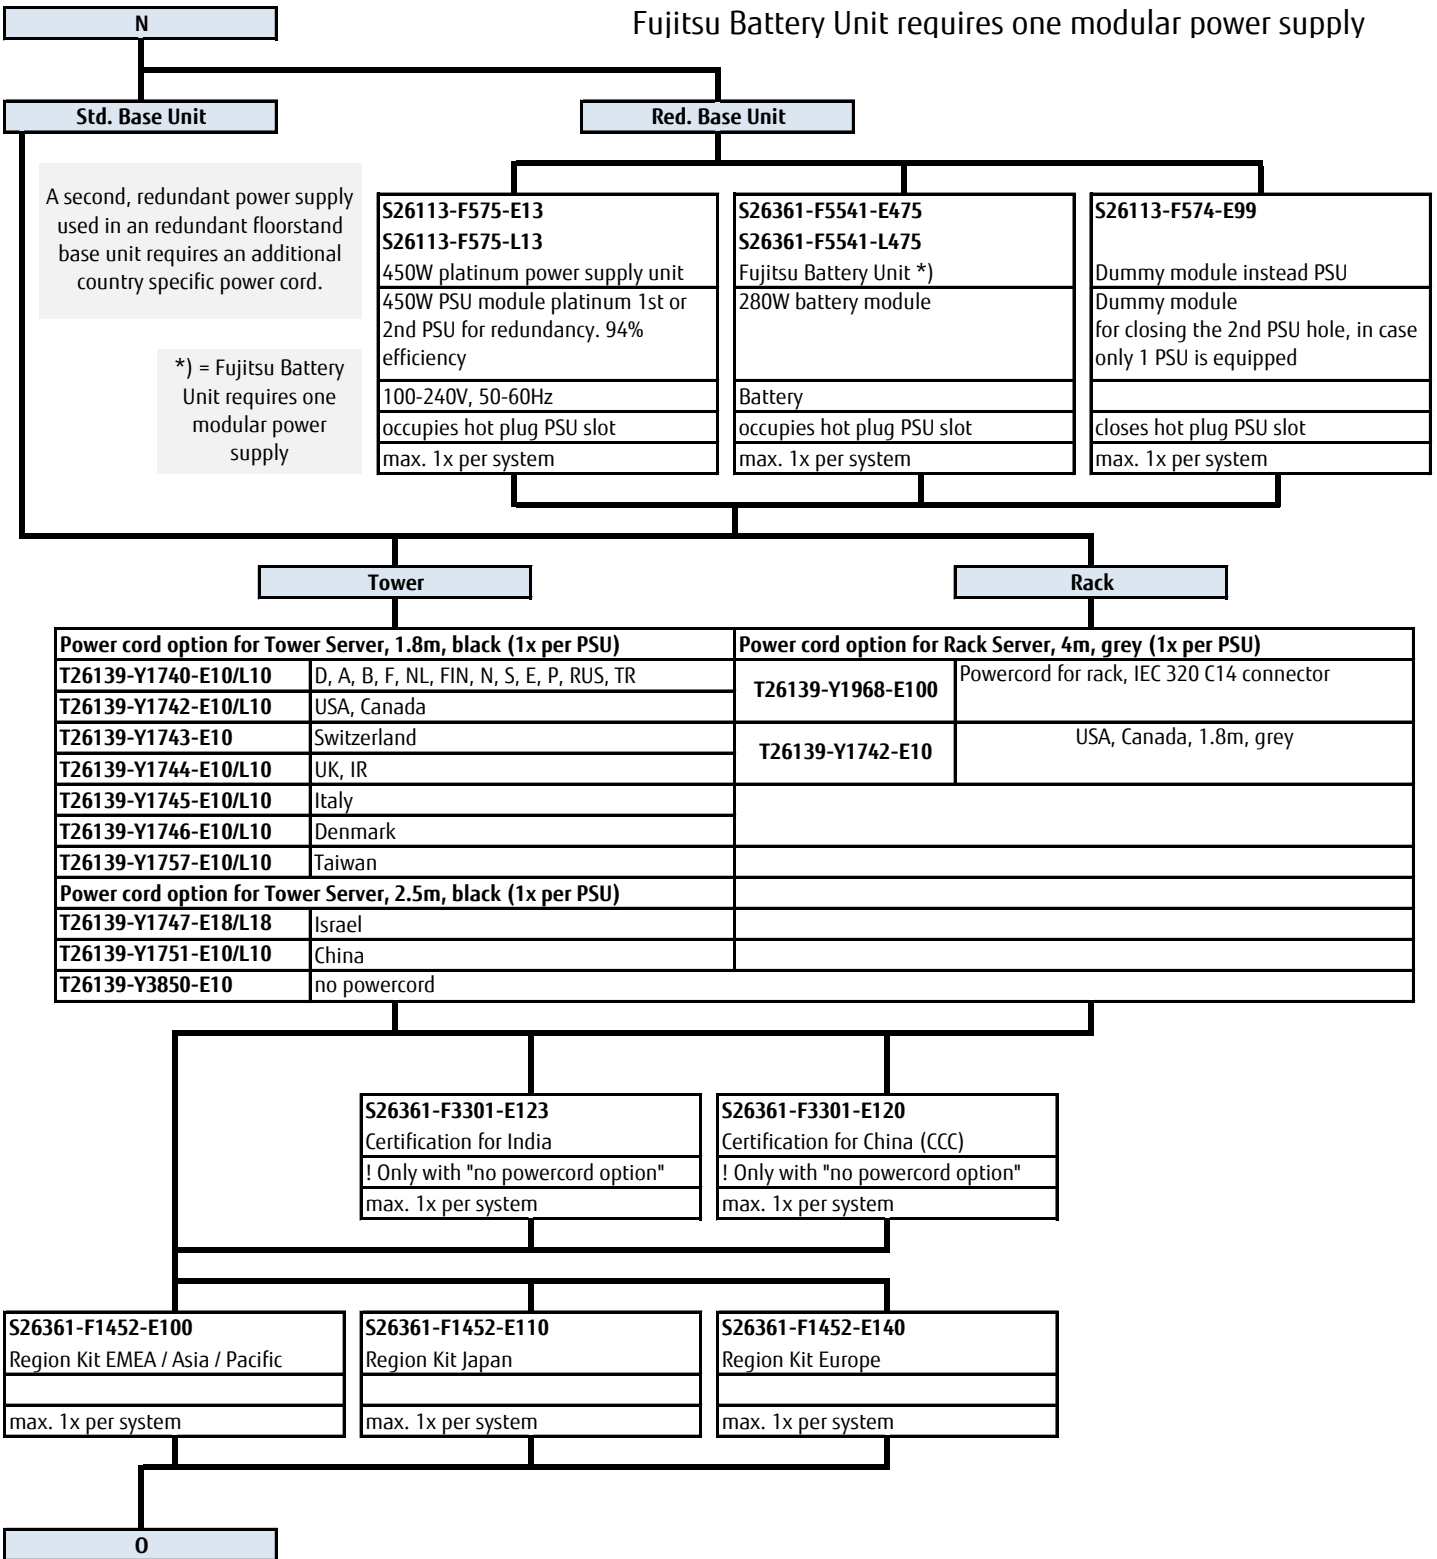 N
Fujitsu Battery Unit requires one modular power supply
Std. Base Unit
Red. Base Unit
A second, redundant power supply
used in an redundant floorstand
base unit requires an additional
country specific power cord.
*) = Fujitsu Battery
Unit requires one
modular power
supply
S26113-F575-E13
S26113-F575-L13
450W platinum power supply unit
450W PSU module platinum 1st or
2nd PSU for redundancy. 94%
efficiency
100-240V, 50-60Hz
occupies hot plug PSU slot
max. 1x per system
S26361-F5541-E475
S26361-F5541-L475
Fujitsu Battery Unit *)
280W battery module
Battery
occupies hot plug PSU slot
max. 1x per system
S26113-F574-E99
Dummy module instead PSU
Dummy module
for closing the 2nd PSU hole, in case
only 1 PSU is equipped
closes hot plug PSU slot
max. 1x per system
Tower
Rack
Power cord option for Tower Server, 1.8m, black (1x per PSU)
T26139-Y1740-E10/L10 D, A, B, F, NL, FIN, N, S, E, P, RUS, TR
T26139-Y1742-E10/L10 USA, Canada
T26139-Y1743-E10 Switzerland
T26139-Y1744-E10/L10 UK, IR
T26139-Y1745-E10/L10 Italy
T26139-Y1746-E10/L10 Denmark
T26139-Y1757-E10/L10 Taiwan
Power cord option for Tower Server, 2.5m, black (1x per PSU)
T26139-Y1747-E18/L18 Israel
T26139-Y1751-E10/L10 China
T26139-Y3850-E10 no powercord
Power cord option for Rack Server, 4m, grey (1x per PSU)
T26139-Y1968-E100 Powercord for rack, IEC 320 C14 connector
T26139-Y1742-E10 USA, Canada, 1.8m, grey
S26361-F3301-E123
Certification for India
! Only with "no powercord option"
max. 1x per system
S26361-F3301-E120
Certification for China (CCC)
! Only with "no powercord option"
max. 1x per system
S26361-F1452-E100
Region Kit EMEA / Asia / Pacific
max. 1x per system
S26361-F1452-E110
Region Kit Japan
max. 1x per system
S26361-F1452-E140
Region Kit Europe
max. 1x per system
O